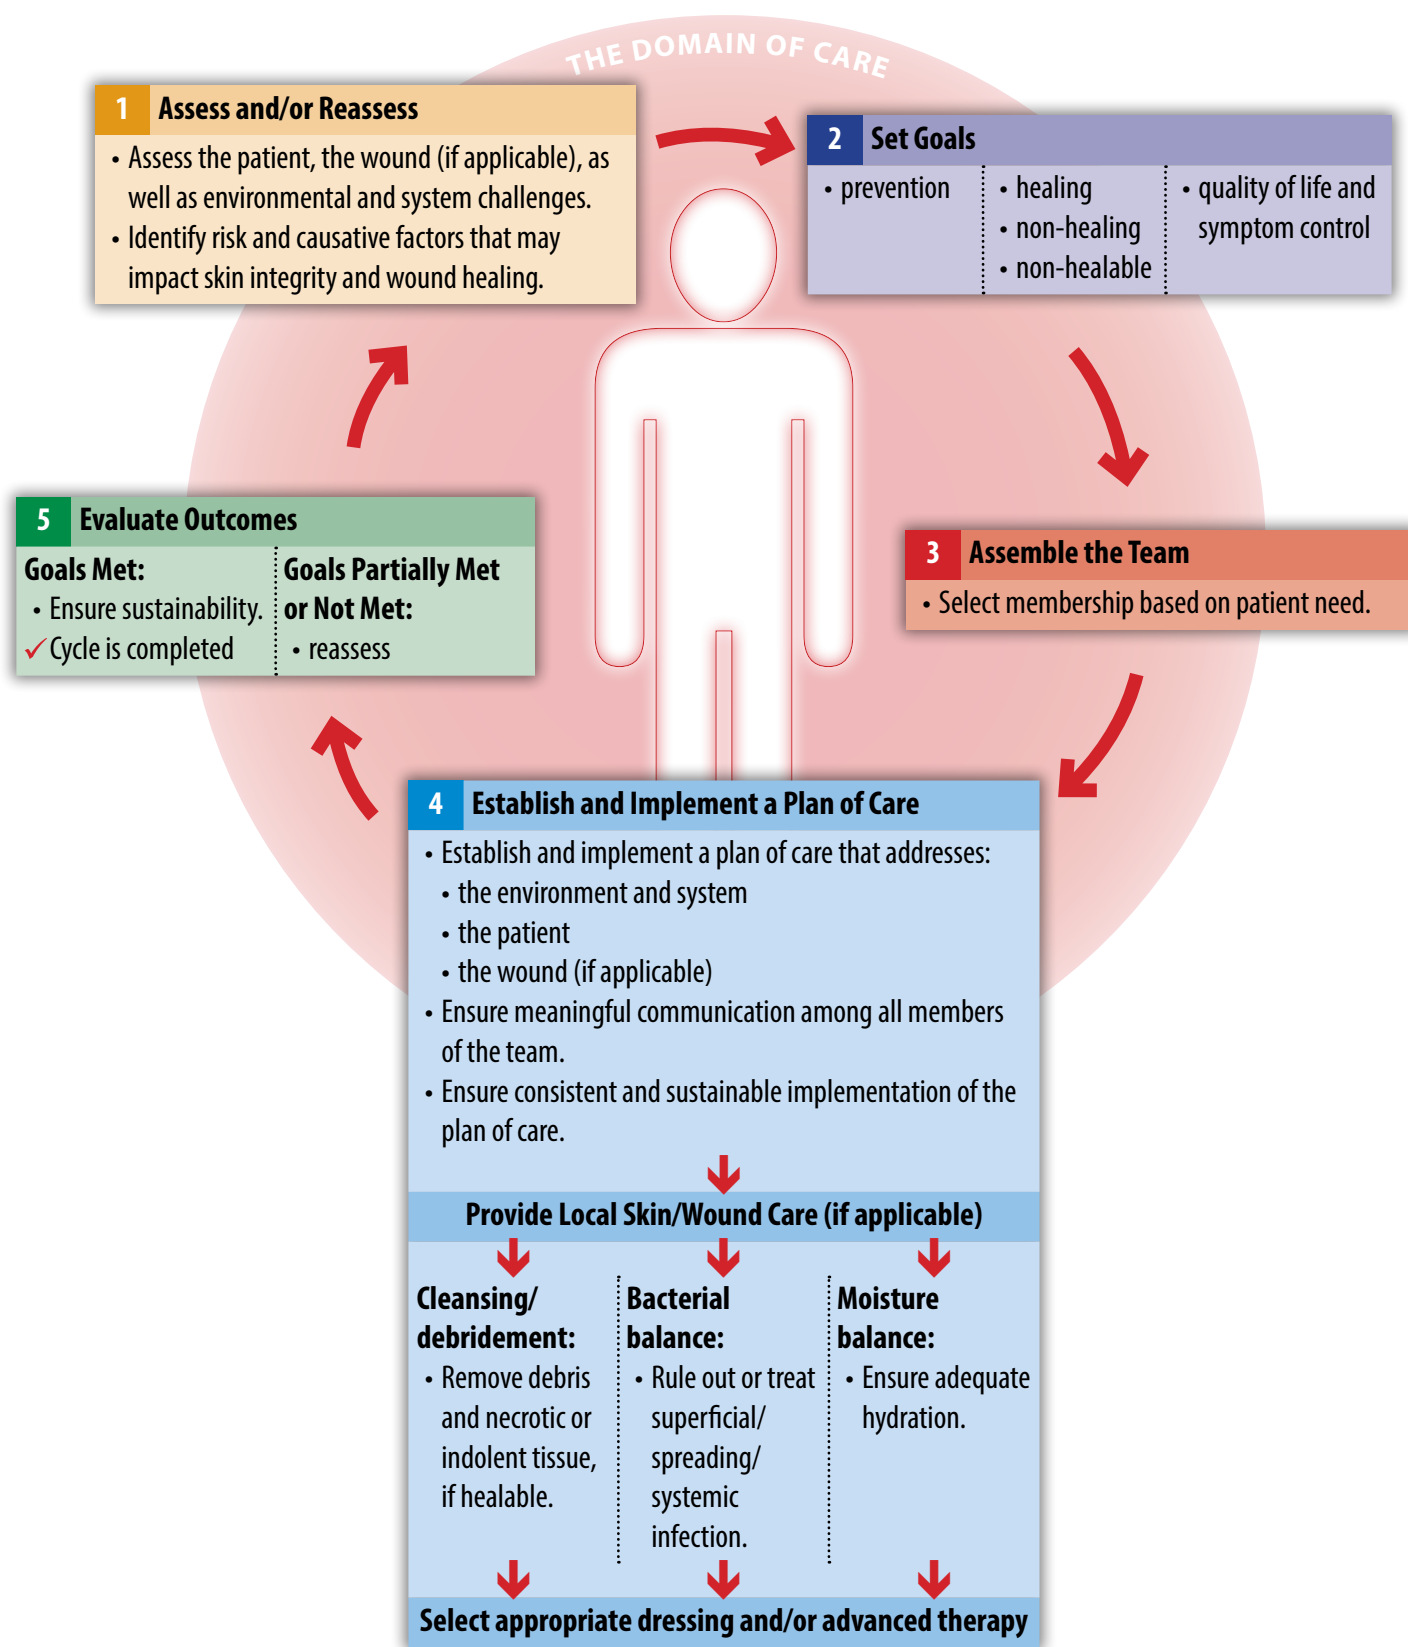 THE DOMAIN OF CARE
1 Assess and/or Reassess
• Assess the patient, the wound (if applicable), as
well as environmental and system challenges.
• Identify risk and causative factors that may
impact skin integrity and wound healing.
2 Set Goals
• prevention
• healing
• non-healing
• non-healable
• quality of life and
symptom control
3 Assemble the Team
• Select membership based on patient need.
4 Establish and Implement a Plan of Care
• Establish and implement a plan of care that addresses:
• the environment and system
• the patient
• the wound (if applicable)
• Ensure meaningful communication among all members
of the team.
• Ensure consistent and sustainable implementation of the
plan of care.
Provide Local Skin/Wound Care (if applicable)
Cleansing/
debridement:
• Remove debris
and necrotic or
indolent tissue,
if healable.
Bacterial
balance:
• Rule out or treat
superficial/
spreading/
systemic
infection.
Moisture
balance:
• Ensure adequate
hydration.
Select appropriate dressing and/or advanced therapy
5 Evaluate Outcomes
Goals Met:
• Ensure sustainability.
✓ Cycle is completed
Goals Partially Met
or Not Met:
• reassess